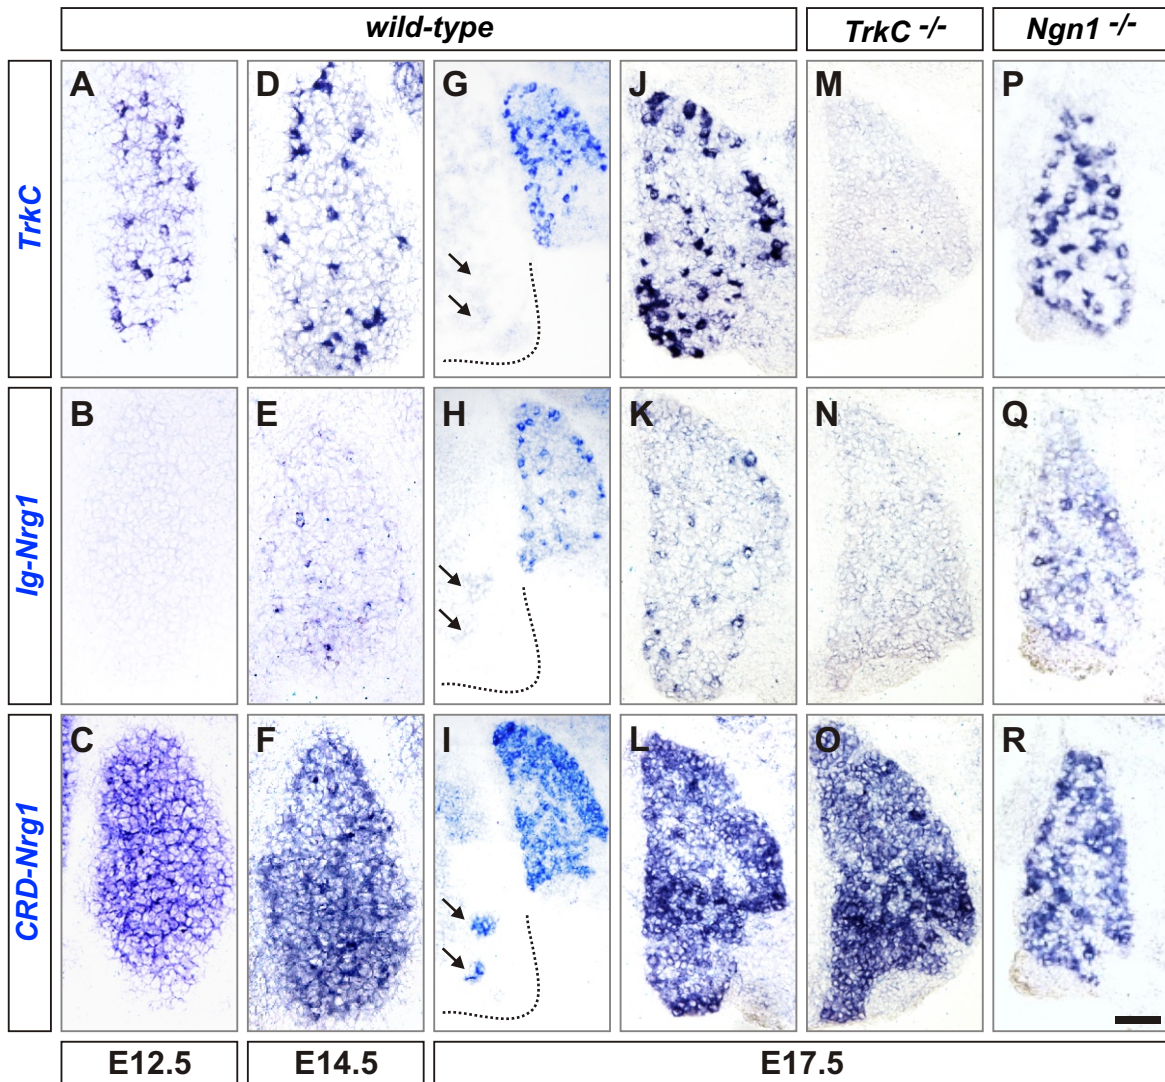 wild-type TrkC -/- Ngn1 -/-
TrkC A D G J M P
Ig-Nrg1 B E H K N Q
CRD-Nrg1 C F I L O R
E12.5 E14.5 E17.5